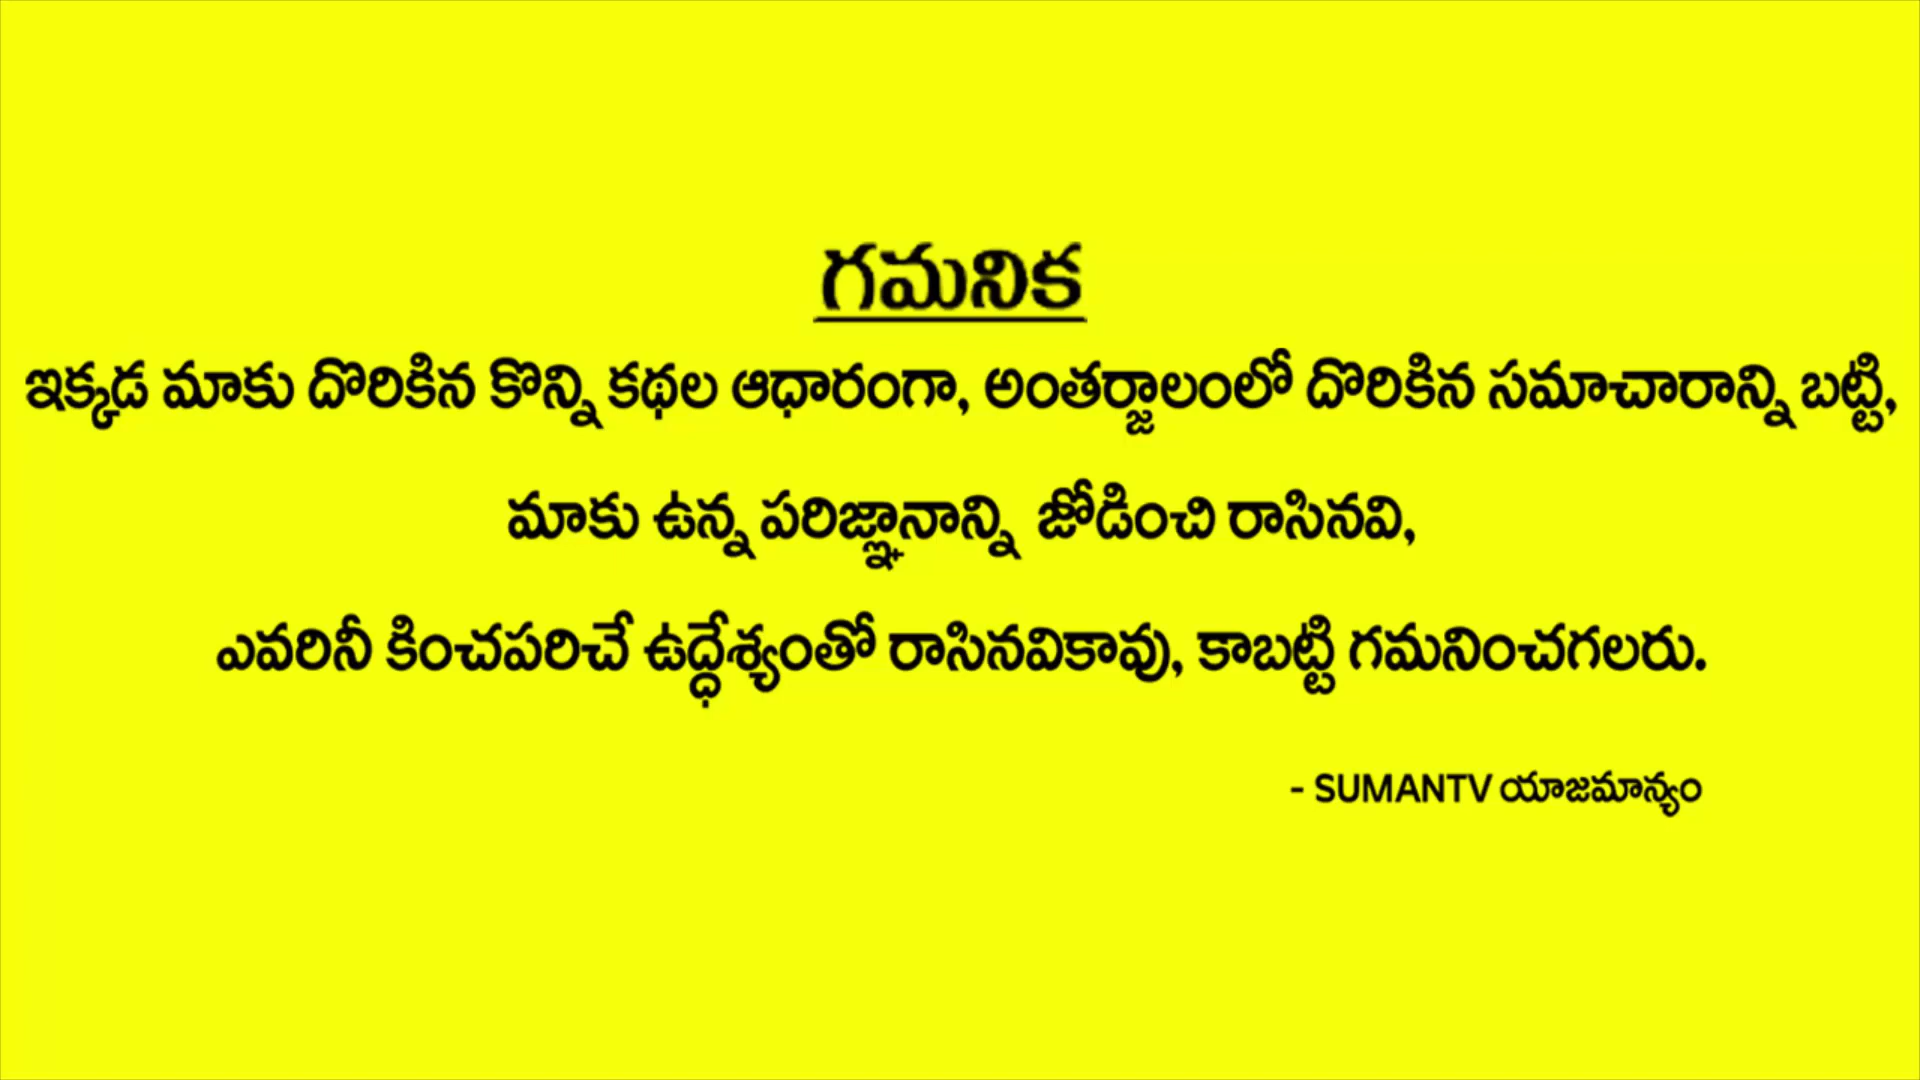 గమనిక
ఇక్కడ మాకు దొరికిన కొన్ని కథల ఆధారంగా, అంతర్జాలంలో దొరికిన సమాచారాన్ని బట్టి,
మాకు ఉన్న పరిజ్ఞానాన్ని జోడించి రాసినవి,
ఎవరినీ కించపరిచే ఉద్ధేశ్యంతో రాసినవికావు, కాబట్టి గమనించగలరు.
- SUMANTV యాజమాన్యం